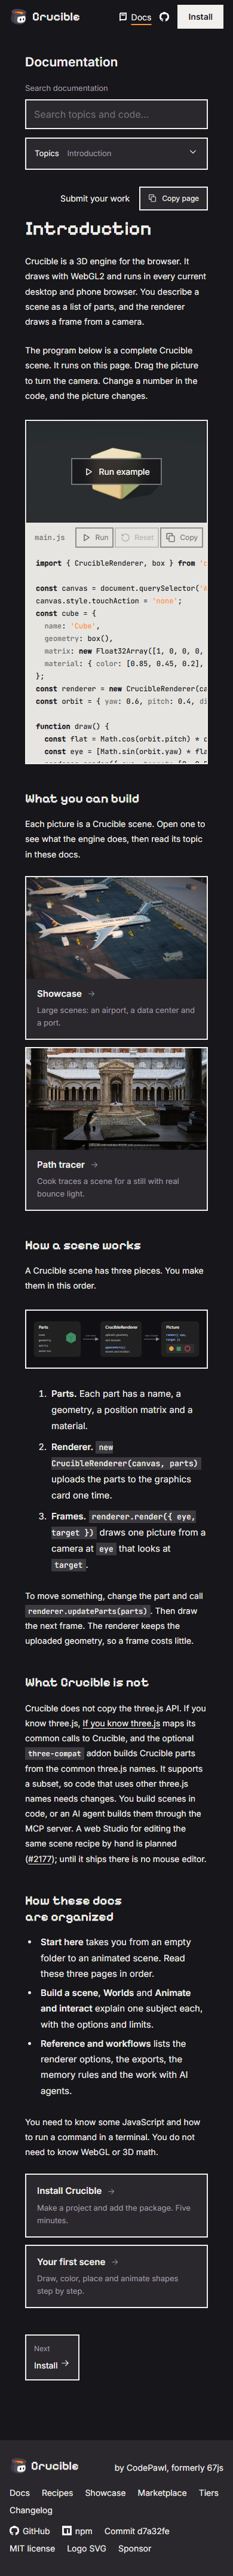 Crucible
Docs
Install
Documentation
Search documentation
Search topics and code...
Topics Introduction
Submit your work
Copy page
Introduction
Crucible is a 3D engine for the browser. It
draws with WebGL2 and runs in every current
desktop and phone browser. You describe a
scene as a list of parts, and the renderer
draws a frame from a camera.
The program below is a complete Crucible
scene. It runs on this page. Drag the picture
to turn the camera. Change a number in the
code, and the picture changes.
Run example
main.js
Run
Reset
Copy
import { CrucibleRenderer, box } from
const canvas = document.querySelector(
canvas.style.touchAction = 'none';
const cube = {
name: 'Cube',
geometry: box(),
matrix: new Float32Array([1, 0, 0, 0,
material: { color: [0.85, 0.45, 0.2],
};
const renderer = new CrucibleRenderer(
const orbit = { yaw: 0.6, pitch: 0.4,
function draw() {
const flat = Math.cos(orbit.pitch) *
const eye = [Math.sin(orbit.yaw) *
What you can build
Each picture is a Crucible scene. Open one to
see what the engine does, then read its topic
in these docs.
Showcase →
Large scenes: an airport, a data center and
a port.
Path tracer →
Cook traces a scene for a still with real
bounce light.
How a scene works
A Crucible scene has three pieces. You make
them in this order.
Parts
CrucibleRenderer
Picture
1. Parts. Each part has a name, a
geometry, a position matrix and a
material.
2. Renderer. new
CrucibleRenderer(canvas, parts)
uploads the parts to the graphics
card one time.
3. Frames. renderer.render({ eye,
target }) draws one picture from a
camera at eye that looks at
target.
To move something, change the part and call
renderer.updateParts(parts). Then draw
the next frame. The renderer keeps the
uploaded geometry, so a frame costs little.
What Crucible is not
Crucible does not copy the three.js API. If you
know three.js, If you know three.js maps its
common calls to Crucible, and the optional
three-compat addon builds Crucible parts
from the common three.js names. It supports
a subset, so code that uses other three.js
names needs changes. You build scenes in
code, or an AI agent builds them through the
MCP server. A web Studio for editing the
same scene recipe by hand is planned
(#2177); until it ships there is no mouse editor.
How these docs
are organized
• Start here takes you from an empty
folder to an animated scene. Read
these three pages in order.
• Build a scene, Worlds and Animate
and interact explain one subject each,
with the options and limits.
• Reference and workflows lists the
renderer options, the exports, the
memory rules and the work with AI
agents.
You need to know some JavaScript and how
to run a command in a terminal. You do not
need to know WebGL or 3D math.
Install Crucible →
Make a project and add the package. Five
minutes.
Your first scene →
Draw, color, place and animate shapes
step by step.
Next
Install →
Crucible
by CodePawl, formerly 67js
Docs Recipes Showcase Marketplace Tiers
Changelog
GitHub npm Commit d7a32fe
MIT license Logo SVG Sponsor